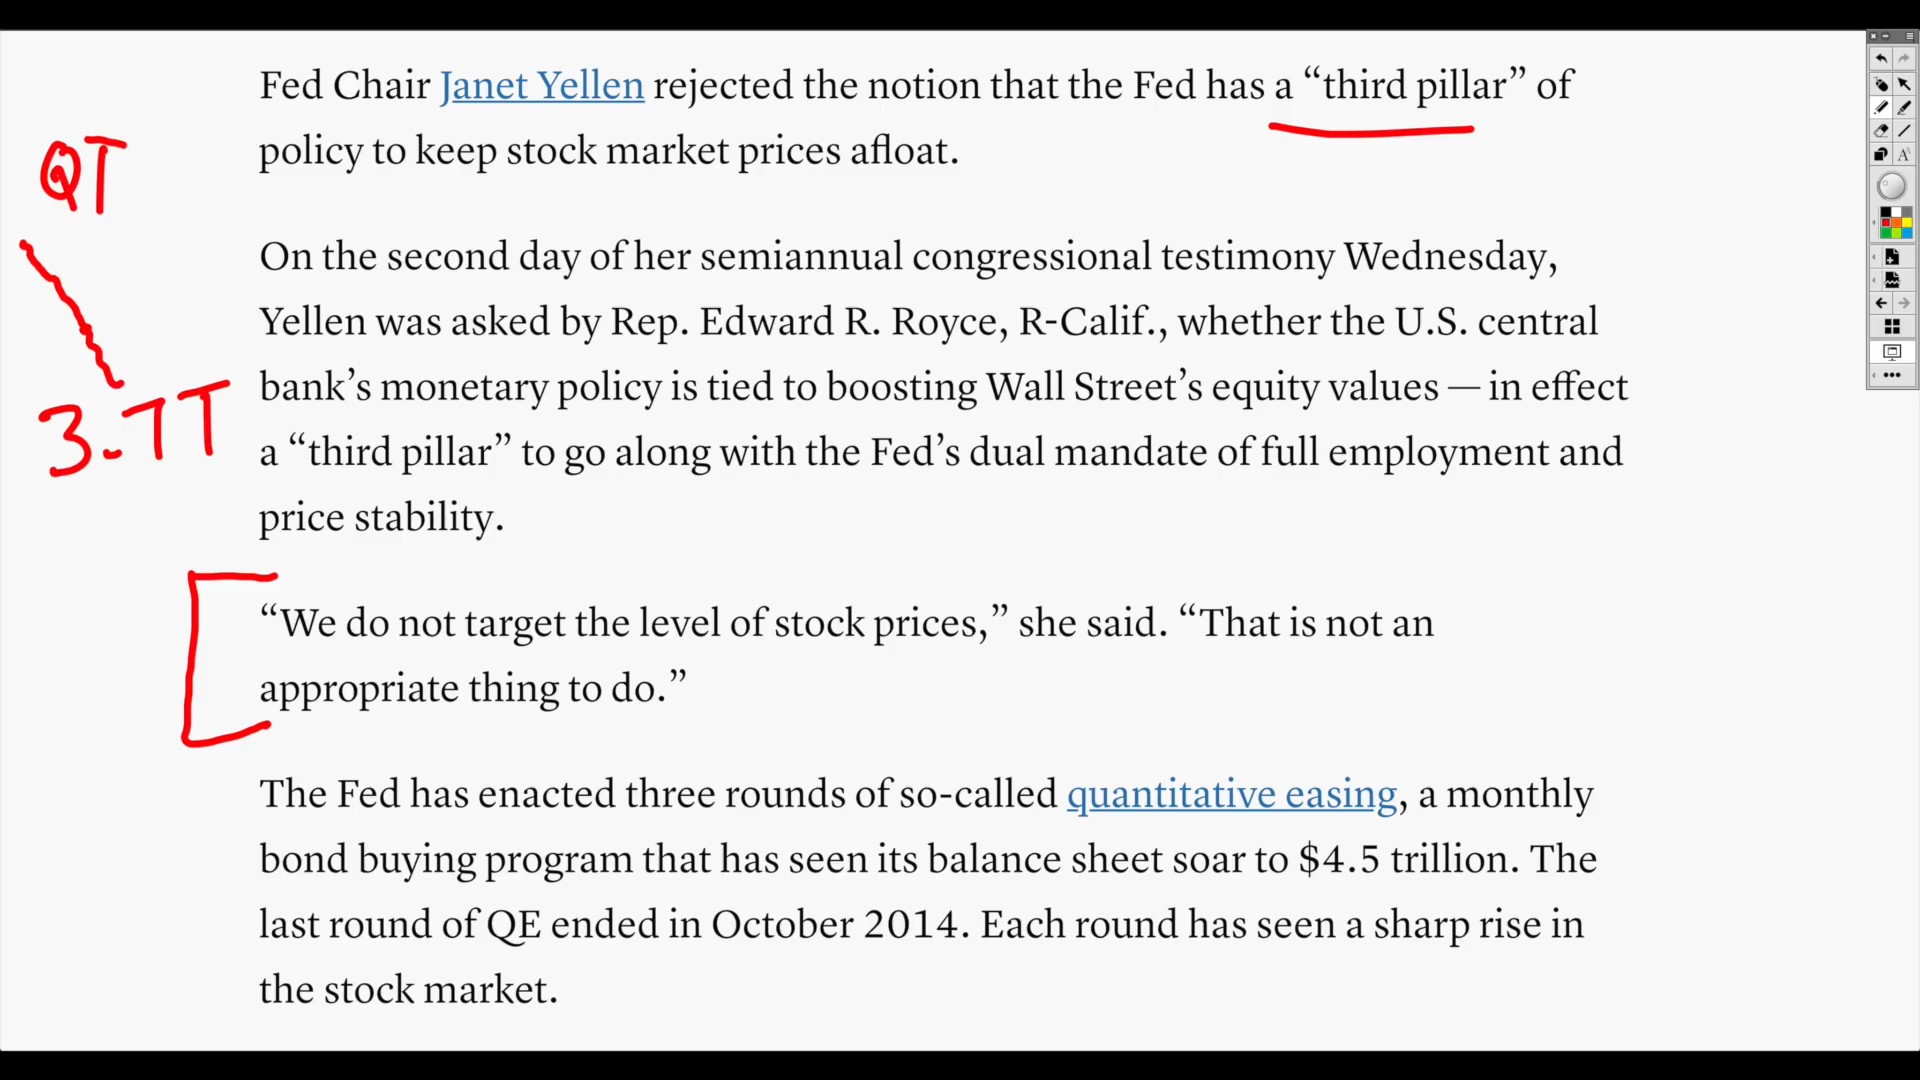 Fed Chair Janet Yellen rejected the notion that the Fed has a “third pillar” of
policy to keep stock market prices afloat.
QT
On the second day of her semiannual congressional testimony Wednesday,
Yellen was asked by Rep. Edward R. Royce, R-Calif., whether the U.S. central
bank’s monetary policy is tied to boosting Wall Street’s equity values — in effect
3.7T
a “third pillar” to go along with the Fed’s dual mandate of full employment and
price stability.
“We do not target the level of stock prices,” she said. “That is not an
appropriate thing to do.”
The Fed has enacted three rounds of so-called quantitative easing, a monthly
bond buying program that has seen its balance sheet soar to $4.5 trillion. The
last round of QE ended in October 2014. Each round has seen a sharp rise in
the stock market.